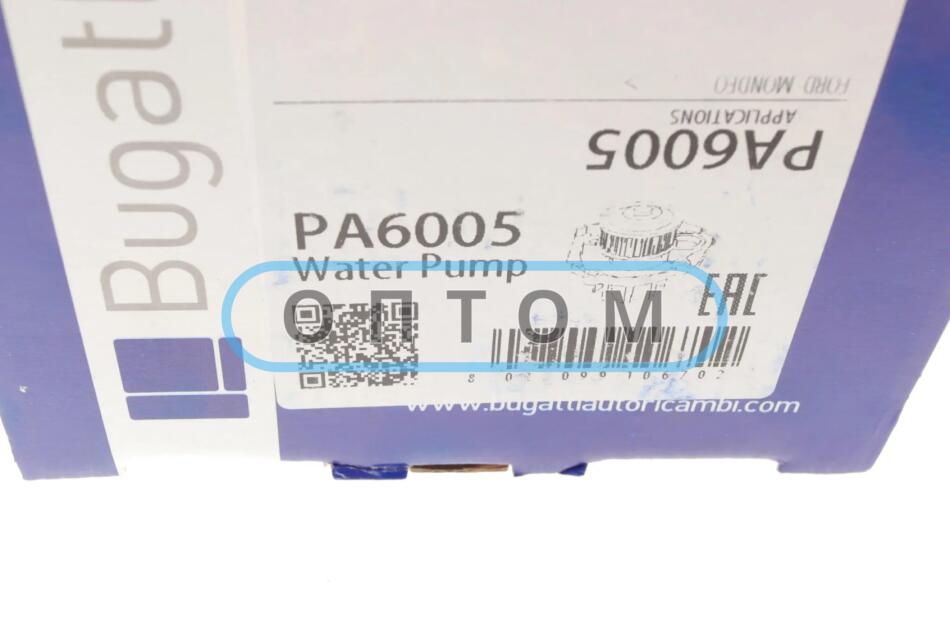 Bugatti
FORD MONDEO >
APPLICATIONS
PA6005
PA6005
Water Pump
ОПТОМ
EAC
www.bugattiautoricambi.com